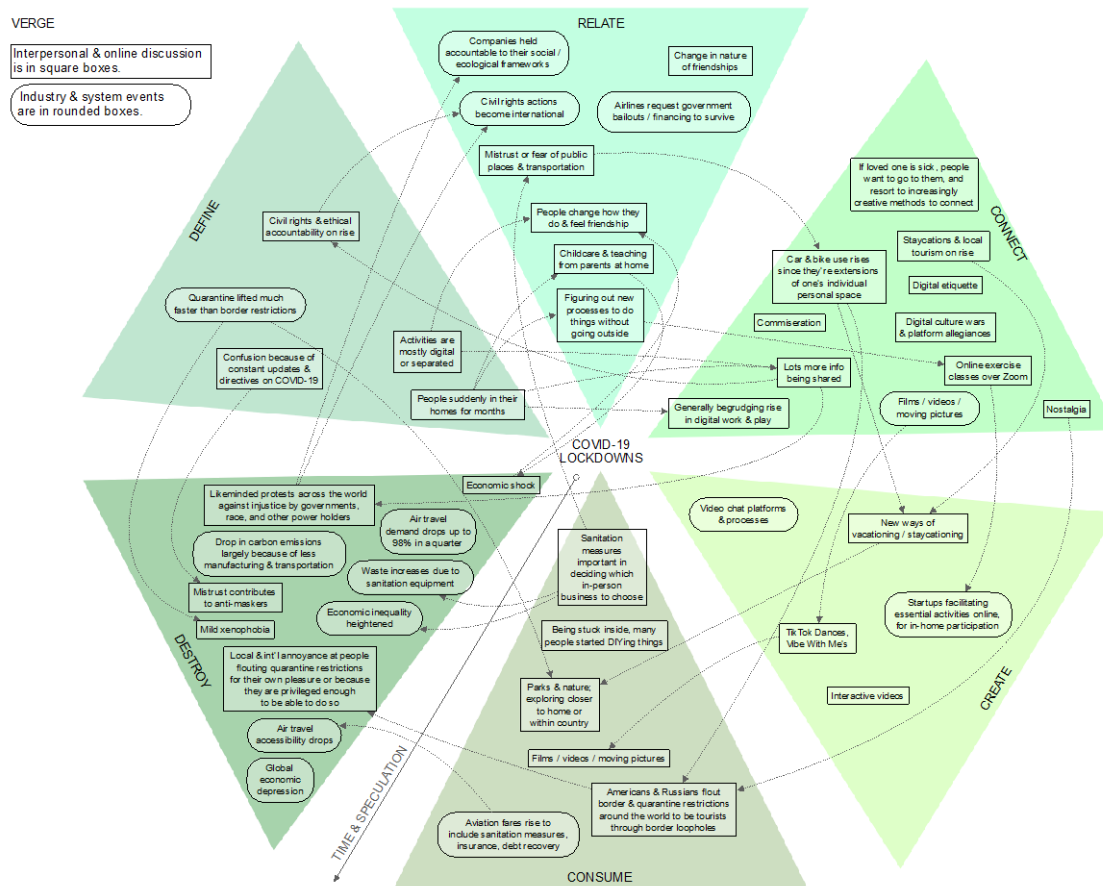 VERGE
Interpersonal & online discussion
is in square boxes.
Industry & system events
are in rounded boxes.
RELATE
Companies held
accountable to their social /
ecological frameworks
Change in nature
of friendships
Civil rights actions
become international
Airlines request government
bailouts / financing to survive
Mistrust or fear of public
places & transportation
People change how they
do & feel friendship
Childcare & teaching
from parents at home
Figuring out new
processes to do
things without
going outside
DEFINE
Civil rights & ethical
accountability on rise
Quarantine lifted much
faster than border restrictions
Confusion because of
constant updates &
directives on COVID-19
Activities are
mostly digital
or separated
People suddenly in their
homes for months
CONNECT
If loved one is sick, people
want to go to them, and
resort to increasingly
creative methods to connect
Staycations & local
tourism on rise
Car & bike use rises
since they're extensions
of one's individual
personal space
Digital etiquette
Commiseration
Digital culture wars
& platform allegiances
Lots more info
being shared
Online exercise
classes over Zoom
Generally begrudging rise
in digital work & play
Films / videos /
moving pictures
Nostalgia
COVID-19
LOCKDOWNS
Economic shock
DESTROY
Likeminded protests across the world
against injustice by governments,
race, and other power holders
Air travel
demand drops up to
98% in a quarter
Drop in carbon emissions
largely because of less
manufacturing & transportation
Waste increases due to
sanitation equipment
Mistrust contributes
to anti-maskers
Economic inequality
heightened
Mild xenophobia
Local & int'l annoyance at people
flouting quarantine restrictions
for their own pleasure or because
they are privileged enough
to be able to do so
Air travel
accessibility drops
Global
economic
depression
TIME & SPECULATION
Sanitation
measures
important in
deciding which
in-person
business to choose
Being stuck inside, many
people started DIYing things
Parks & nature;
exploring closer
to home or
within country
Films / videos / moving pictures
Americans & Russians flout
border & quarantine restrictions
around the world to be tourists
through border loopholes
Aviation fares rise to
include sanitation measures,
insurance, debt recovery
CONSUME
Video chat platforms
& processes
New ways of
vacationing / staycationing
Startups facilitating
essential activities online,
for in-home participation
TikTok Dances,
Vibe With Me's
Interactive videos
CREATE